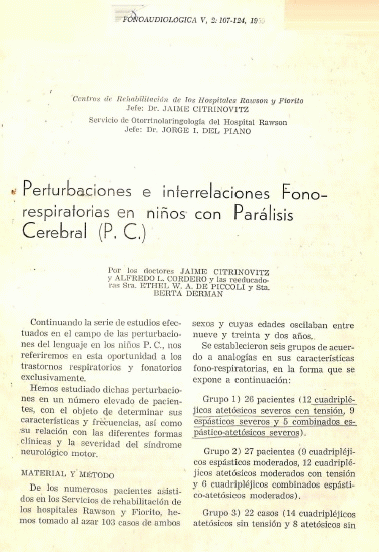 FONOAUDIOLOGICA V, 2: 107-124, 19
Centros de Rehabilitación de los Hospitales Rawson y Fiorito
Jefe: Dr. JAIME CITRINOVITZ
Servicio de Otorrinolaringología del Hospital Rawson
Jefe: Dr. JORGE I. DEL PIANO
Perturbaciones e interrelaciones Fono-
respiratorias en niños con Parálisis
Cerebral (P. C.)
Por los doctores JAIME CITRINOVITZ
y ALFREDO L. CORDERO y las reeducado-
ras Sra. ETHEL W. A. DE PICCOLI y Sta.
BERTA DERMAN
Continuando la serie de estudios efec-
tuados en el campo de las perturbacio-
nes del lenguaje en los niños P. C., nos
referiremos en esta oportunidad a los
trastornos respiratorios y fonatorios
exclusivamente.
Hemos estudiado dichas perturbacio-
nes en un número elevado de pacien-
tes, con el objeto de determinar sus
características y frecuencias, así como
su relación con las diferentes formas
clínicas y la severidad del síndrome
neurológico motor.
MATERIAL Y METODO
De los numerosos pacientes asisti-
dos en los Servicios de rehabilitación de
los hospitales Rawson y Fiorito, he-
mos tomado al azar 103 casos de ambos
sexos y cuyas edades oscilaban entre
nueve y treinta y dos años.
Se establecieron seis grupos de acuer-
do a analogías en sus características
fono-respiratorias, en la forma que se
expone a continuación:
Grupo 1) 26 pacientes (12 cuadriplé-
jicos atetósicos severos con tensión, 9
espásticos severos y 5 combinados es-
pástico-atetósicos severos).
Grupo 2) 27 pacientes (9 cuadripléji-
cos espásticos moderados, 12 cuadriplé-
jicos atetósicos moderados con tensión
y 6 cuadripléjicos combinados espásti-
co-atetósicos moderados).
Grupo 3) 22 casos (14 cuadripléjicos
atetósicos sin tensión y 8 atetósicos sin